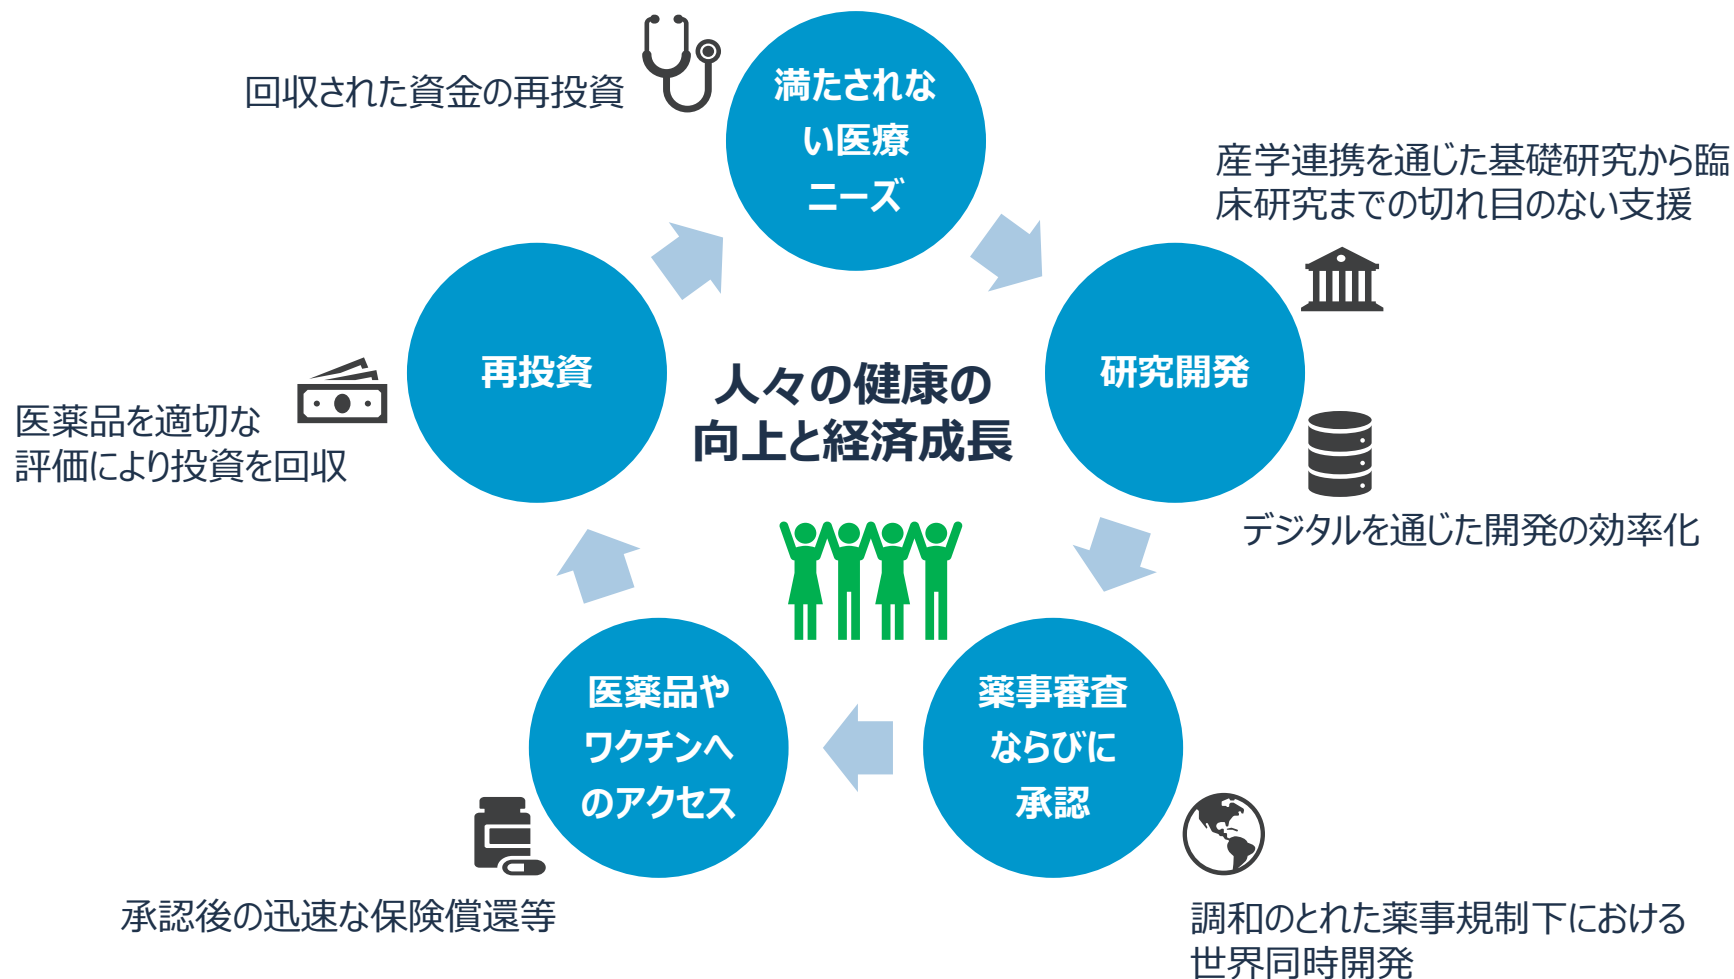 回収された資金の再投資
満たされな
い医療
ニーズ
産学連携を通じた基礎研究から臨
床研究までの切れ目のない支援
研究開発
デジタルを通じた開発の効率化
薬事審査
ならびに
承認
調和のとれた薬事規制下における
世界同時開発
医薬品や
ワクチンへ
のアクセス
承認後の迅速な保険償還等
再投資
医薬品を適切な
評価により投資を回収
人々の健康の
向上と経済成長